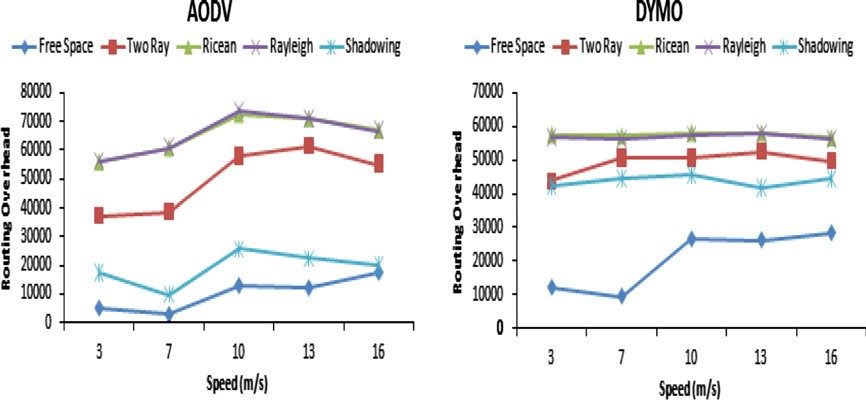 AODV
Free Space Two Ray Ricean Rayleigh Shadowing
80000
70000
60000
50000
40000
30000
20000
10000
0
Routing Overhead
3 7 10 13 16
Speed (m/s)
DYMO
Free Space Two Ray Ricean Rayleigh Shadowing
70000
60000
50000
40000
30000
20000
10000
0
Routing Overhead
3 7 10 13 16
Speed (m/s)